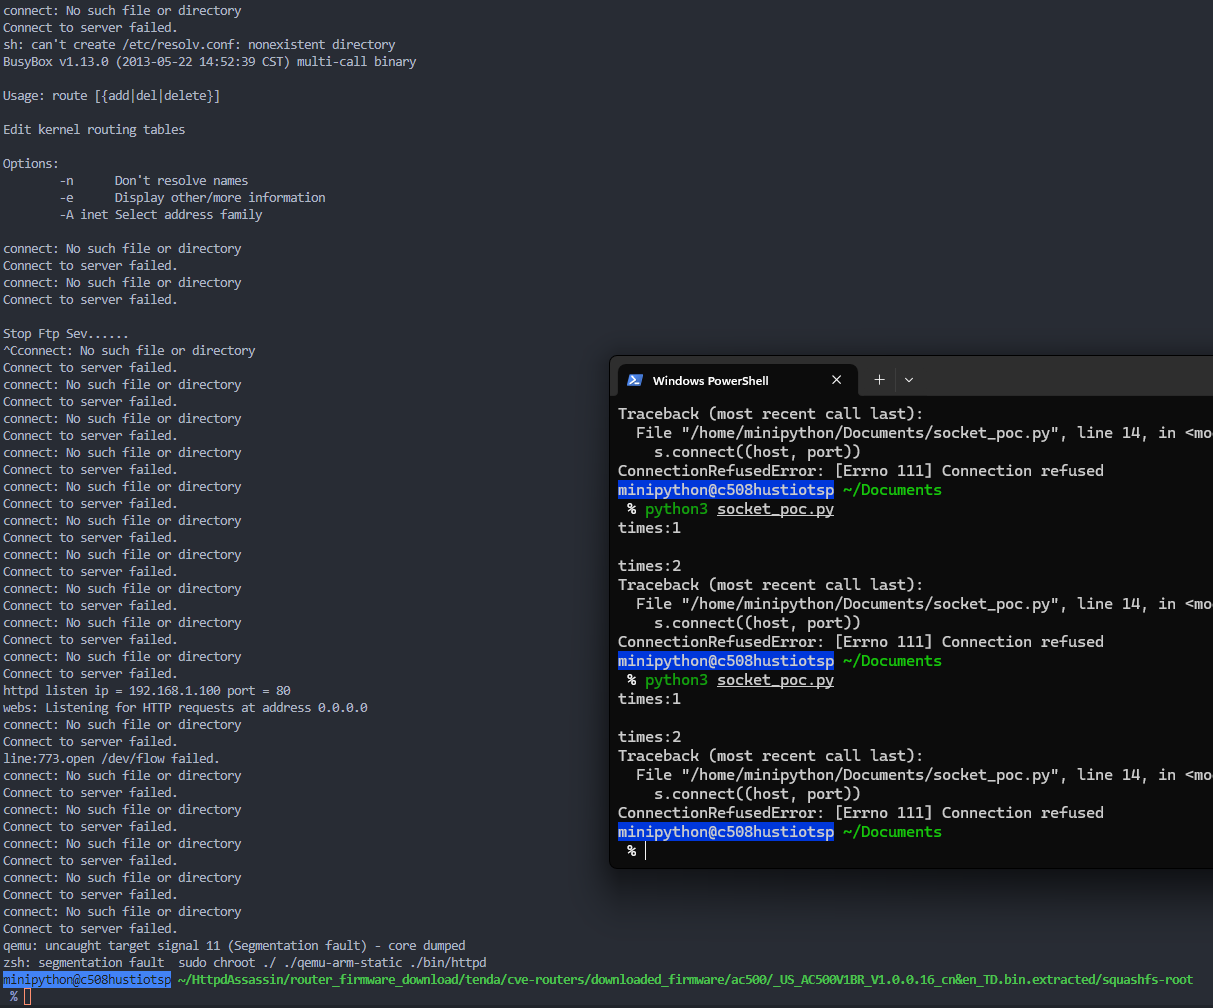 connect: No such file or directory
Connect to server failed.
sh: can't create /etc/resolv.conf: nonexistent directory
BusyBox v1.13.0 (2013-05-22 14:52:39 CST) multi-call binary
Usage: route [{add|del|delete}]
Edit kernel routing tables
Options:
-n Don't resolve names
-e Display other/more information
-A inet Select address family
connect: No such file or directory
Connect to server failed.
connect: No such file or directory
Connect to server failed.
Stop Ftp Sev......
^Cconnect: No such file or directory
Connect to server failed.
connect: No such file or directory
Connect to server failed.
connect: No such file or directory
Connect to server failed.
connect: No such file or directory
Connect to server failed.
connect: No such file or directory
Connect to server failed.
connect: No such file or directory
Connect to server failed.
connect: No such file or directory
Connect to server failed.
connect: No such file or directory
Connect to server failed.
connect: No such file or directory
Connect to server failed.
connect: No such file or directory
Connect to server failed.
httpd listen ip = 192.168.1.100 port = 80
webs: Listening for HTTP requests at address 0.0.0.0
connect: No such file or directory
Connect to server failed.
line:773.open /dev/flow failed.
connect: No such file or directory
Connect to server failed.
connect: No such file or directory
Connect to server failed.
connect: No such file or directory
Connect to server failed.
connect: No such file or directory
Connect to server failed.
connect: No such file or directory
Connect to server failed.
qemu: uncaught target signal 11 (Segmentation fault) - core dumped
zsh: segmentation fault  sudo chroot ./ ./qemu-arm-static ./bin/httpd
minipython@c508hustiotsp ~/HttpdAssassin/router_firmware_download/tenda/cve-routers/downloaded_firmware/ac500/_US_AC500V1BR_V1.0.0.16_cn&en_TD.bin.extracted/squashfs-root
%
Windows PowerShell
Traceback (most recent call last):
File "/home/minipython/Documents/socket_poc.py", line 14, in <mo
s.connect((host, port))
ConnectionRefusedError: [Errno 111] Connection refused
minipython@c508hustiotsp ~/Documents
% python3 socket_poc.py
times:1
times:2
Traceback (most recent call last):
File "/home/minipython/Documents/socket_poc.py", line 14, in <mo
s.connect((host, port))
ConnectionRefusedError: [Errno 111] Connection refused
minipython@c508hustiotsp ~/Documents
% python3 socket_poc.py
times:1
times:2
Traceback (most recent call last):
File "/home/minipython/Documents/socket_poc.py", line 14, in <mo
s.connect((host, port))
ConnectionRefusedError: [Errno 111] Connection refused
minipython@c508hustiotsp ~/Documents
%